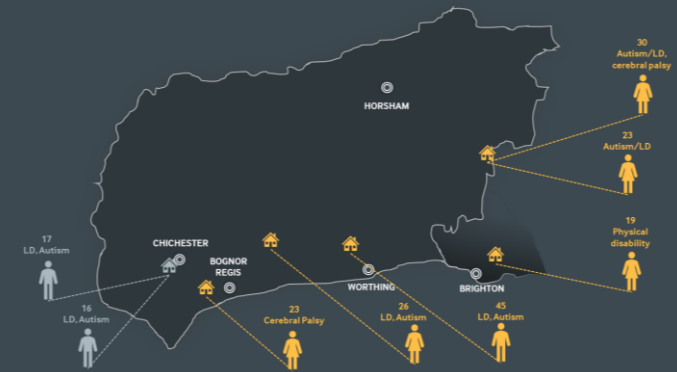 30
Autism/LD,
cerebral palsy
HORSHAM
23
Autism/LD
19
Physical
disability
17
LD, Autism
CHICHESTER
BOGNOR
REGIS
WORTHING
BRIGHTON
16
LD, Autism
23
Cerebral Palsy
26
LD, Autism
45
LD, Autism